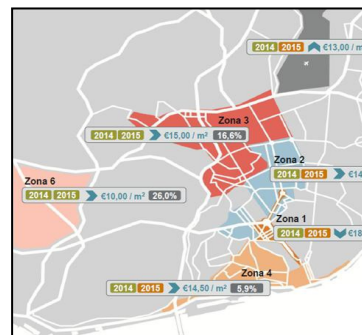 2014 2015 €13,00 / m
Zona 3
2014 2015 €15,00 / m² 16,6%
Zona 2
2014 2015 €14
Zona 6
2014 2015 €10,00 / m² 26,0%
Zona 1
2014 2015 €18
Zona 4
2014 2015 €14,50 / m² 5,9%